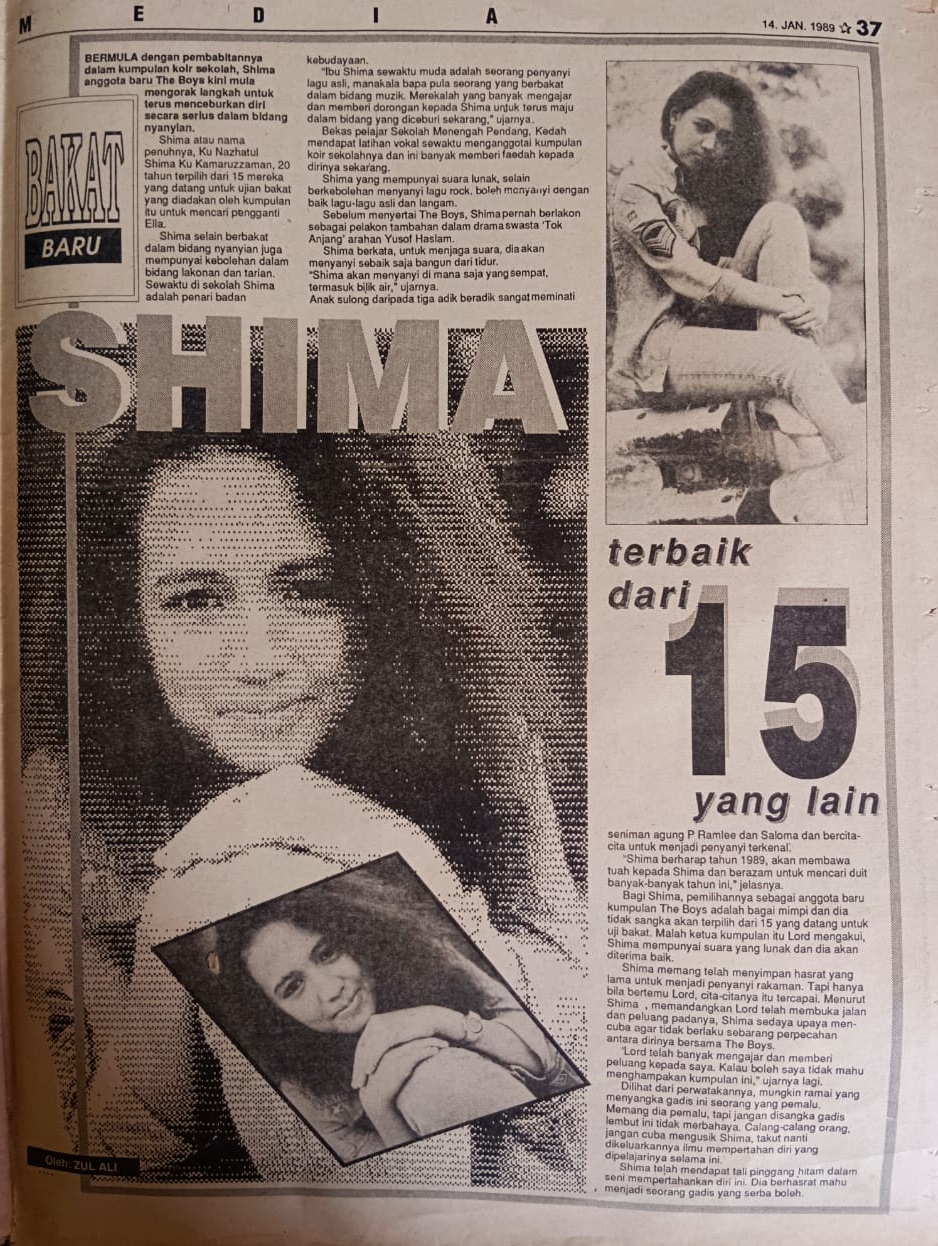 M E D I A
14. JAN. 1989 ☆ 37
BERMULA dengan pembabitannya
dalam kumpulan koir sekolah, Shima
anggota baru The Boys kini mula
mengorak langkah untuk
terus menceburkan diri
secara serius dalam bidang
nyanyian.
Shima atau nama
penuhnya, Ku Nazhatul
Shima Ku Kamaruzzaman, 20
tahun terpilih dari 15 mereka
yang datang untuk ujian bakat
yang diadakan oleh kumpulan
itu untuk mencari pengganti
Ella.
Shima selain berbakat
dalam bidang nyanyian juga
mempunyai kebolehan dalam
bidang lakonan dan tarian.
Sewaktu di sekolah Shima
adalah penari badan
BAKAT
BARU
kebudayaan.
"Ibu Shima sewaktu muda adalah seorang penyanyi
lagu asli, manakala bapa pula seorang yang berbakat
dalam bidang muzik. Merekalah yang banyak mengajar
dan memberi dorongan kepada Shima untuk terus maju
dalam bidang yang diceburi sekarang," ujarnya.
Bekas pelajar Sekolah Menengah Pendang, Kedah
mendapat latihan vokal sewaktu menganggotai kumpulan
koir sekolahnya dan ini banyak memberi faedah kepada
dirinya sekarang.
Shima yang mempunyai suara lunak, selain
berkebolehan menyanyi lagu rock, boleh menyanyi dengan
baik lagu-lagu asli dan langam.
Sebelum menyertai The Boys, Shima pernah berlakon
sebagai pelakon tambahan dalam drama swasta 'Tok
Anjang' arahan Yusof Haslam.
Shima berkata, untuk menjaga suara, dia akan
menyanyi sebaik saja bangun dari tidur.
"Shima akan menyanyi di mana saja yang sempat,
termasuk bilik air," ujarnya.
Anak sulong daripada tiga adik beradik sangat meminati
SHIMA
terbaik
dari
15
yang lain
seniman agung P Ramlee dan Saloma dan bercita-
cita untuk menjadi penyanyi terkenal.
"Shima berharap tahun 1989, akan membawa
tuah kepada Shima dan berazam untuk mencari duit
banyak-banyak tahun ini," jelasnya.
Bagi Shima, pemilihannya sebagai anggota baru
kumpulan The Boys adalah bagai mimpi dan dia
tidak sangka akan terpilih dari 15 yang datang untuk
uji bakat. Malah ketua kumpulan itu Lord mengakui,
Shima mempunyai suara yang lunak dan dia akan
diterima baik.
Shima memang telah menyimpan hasrat yang
lama untuk menjadi penyanyi rakaman. Tapi hanya
bila bertemu Lord, cita-citanya itu tercapai. Menurut
Shima , memandangkan Lord telah membuka jalan
dan peluang padanya, Shima sedaya upaya men-
cuba agar tidak berlaku sebarang perpecahan
antara dirinya bersama The Boys.
'Lord telah banyak mengajar dan memberi
peluang kepada saya. Kalau boleh saya tidak mahu
menghampakan kumpulan ini," ujarnya lagi.
Dilihat dari perwatakannya, mungkin ramai yang
menyangka gadis ini seorang yang pemalu.
Memang dia pemalu, tapi jangan disangka gadis
lembut ini tidak merbahaya. Calang-calang orang,
jangan cuba mengusik Shima, takut nanti
dikeluarkannya ilmu mempertahan diri yang
dipelajarinya selama ini.
Shima telah mendapat tali pinggang hitam dalam
seni mempertahankan diri ini. Dia berhasrat mahu
menjadi seorang gadis yang serba boleh.
Oleh: ZUL ALI